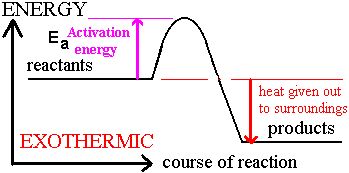 ENERGY
Ea Activation
energy
reactants
heat given out
to surroundings
products
EXOTHERMIC
course of reaction